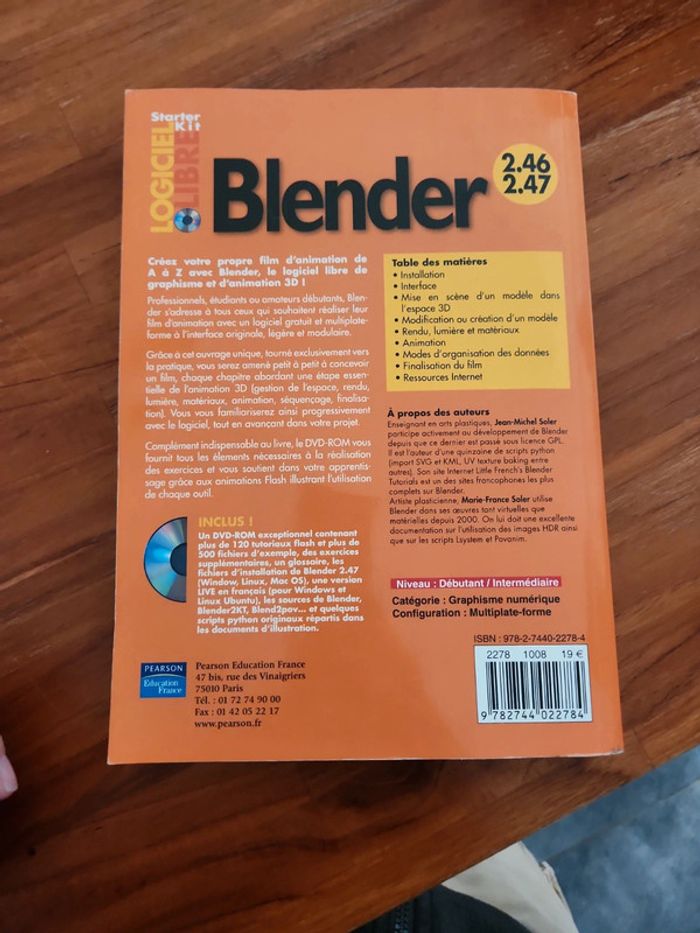 Starter
Kit
LOGICIEL
LIBRE
Blender
2.46
2.47
Créez votre propre film d'animation de
A à Z avec Blender, le logiciel libre de
graphisme et d'animation 3D !
Professionnels, étudiants ou amateurs débutants, Blen-
der s'adresse à tous ceux qui souhaitent réaliser leur
film d'animation avec un logiciel gratuit et multiplate-
forme à l'interface originale, légère et modulaire.
Grâce à cet ouvrage unique, tourné exclusivement vers
la pratique, vous serez amené petit à petit à concevoir
un film, chaque chapitre abordant une étape essen-
tielle de l'animation 3D (gestion de l'espace, rendu,
lumière, matériaux, animation, séquençage, finalisa-
tion). Vous vous familiariserez ainsi progressivement
avec le logiciel, tout en avançant dans votre projet.
Complément indispensable au livre, le DVD-ROM vous
fournit tous les éléments nécessaires à la réalisation
des exercices et vous soutient dans votre apprentis-
sage grâce aux animations Flash illustrant l'utilisation
de chaque outil.
INCLUS !
Un DVD-ROM exceptionnel contenant
plus de 120 tutoriaux flash et plus de
500 fichiers d'exemple, des exercices
supplémentaires, un glossaire, les
fichiers d'installation de Blender 2.47
(Window, Linux, Mac OS), une version
LIVE en français (pour Windows et
Linux Ubuntu), les sources de Blender,
Blender2KT, Blend2pov... et quelques
scripts python originaux répartis dans
les documents d'illustration.
PEARSON
Education
France
Pearson Education France
47 bis, rue des Vinaigriers
75010 Paris
Tél. : 01 72 74 90 00
Fax : 01 42 05 22 17
www.pearson.fr
Table des matières
• Installation
• Interface
• Mise en scène d'un modèle dans
l'espace 3D
• Modification ou création d'un modèle
• Rendu, lumière et matériaux
• Animation
• Modes d'organisation des données
• Finalisation du film
• Ressources Internet
À propos des auteurs
Enseignant en arts plastiques, Jean-Michel Soler
participe activement au développement de Blender
depuis que ce dernier est passé sous licence GPL.
Il est l'auteur d'une quinzaine de scripts python
(import SVG et KML, UV texture baking entre
autres). Son site Internet Little French's Blender
Tutorials est un des sites francophones les plus
complets sur Blender.
Artiste plasticienne, Marie-France Soler utilise
Blender dans ses œuvres tant virtuelles que
matérielles depuis 2000. On lui doit une excellente
documentation sur l'utilisation des images HDR ainsi
que sur les scripts Lsystem et Povanim.
Niveau : Débutant / Intermédiaire
Catégorie : Graphisme numérique
Configuration : Multiplate-forme
ISBN : 978-2-7440-2278-4
2278 1008 19 €
9 782744 022784